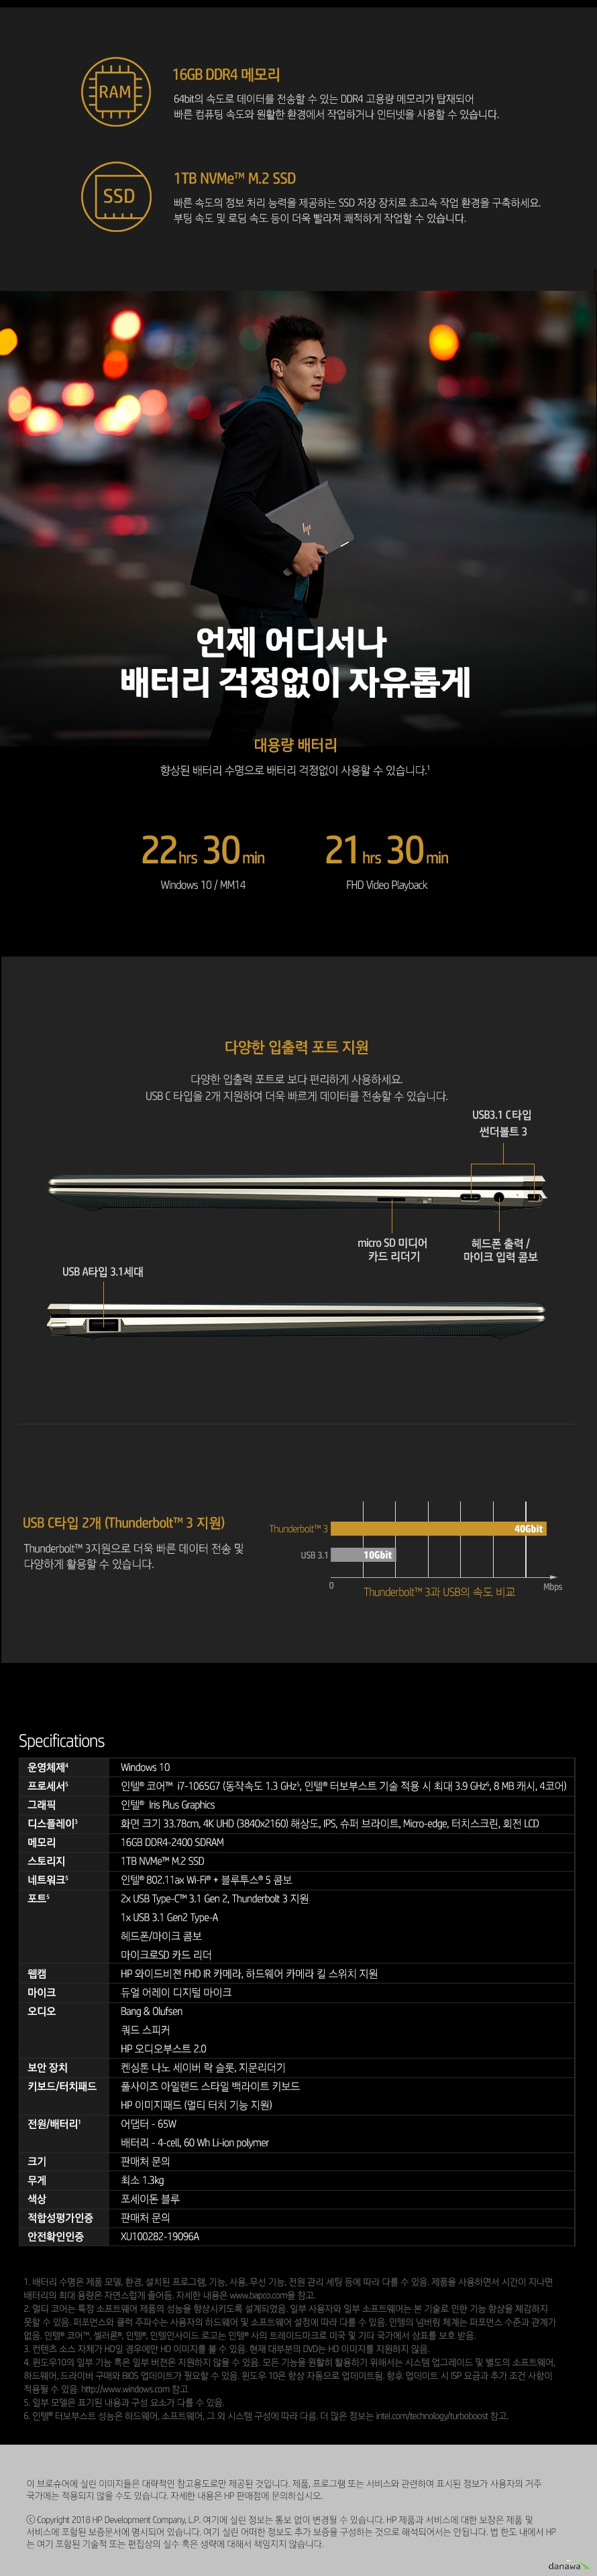 RAM
16GB DDR4 메모리
64bit의 속도로 데이터를 전송할 수 있는 DDR4 고용량 메모리가 탑재되어
빠른 컴퓨팅 속도와 원활한 환경에서 작업하거나 인터넷을 사용할 수 있습니다.
SSD
1TB NVMe™ M.2 SSD
빠른 속도의 정보 처리 능력을 제공하는 SSD 저장 장치로 초고속 작업 환경을 구축하세요.
부팅 속도 및 로딩 속도 등이 더욱 빨라져 쾌적하게 작업할 수 있습니다.
언제 어디서나
배터리 걱정없이 자유롭게
대용량 배터리
향상된 배터리 수명으로 배터리 걱정없이 사용할 수 있습니다.¹
22hrs 30min
Windows 10 / MM14
21hrs 30min
FHD Video Playback
다양한 입출력 포트 지원
다양한 입출력 포트로 보다 편리하게 사용하세요.
USB C 타입을 2개 지원하여 더욱 빠르게 데이터를 전송할 수 있습니다.
USB3.1 C타입
썬더볼트 3
micro SD 미디어
카드 리더기
헤드폰 출력 /
마이크 입력 콤보
USB A타입 3.1세대
USB C타입 2개 (Thunderbolt™ 3 지원)
Thunderbolt™ 3지원으로 더욱 빠른 데이터 전송 및
다양하게 활용할 수 있습니다.
Thunderbolt™ 3 40Gbit
USB 3.1 10Gbit
0 Mbps
Thunderbolt™ 3과 USB의 속도 비교
Specifications
운영체제⁴ Windows 10
프로세서⁵ 인텔® 코어™ i7-1065G7 (동작속도 1.3 GHz⁶, 인텔® 터보부스트 기술 적용 시 최대 3.9 GHz⁶, 8 MB 캐시, 4코어)
그래픽 인텔® Iris Plus Graphics
디스플레이³ 화면 크기 33.78cm, 4K UHD (3840x2160) 해상도, IPS, 슈퍼 브라이트, Micro-edge, 터치스크린, 회전 LCD
메모리 16GB DDR4-2400 SDRAM
스토리지 1TB NVMe™ M.2 SSD
네트워크⁵ 인텔® 802.11ax Wi-Fi® + 블루투스® 5 콤보
포트⁵ 2x USB Type-C™ 3.1 Gen 2, Thunderbolt 3 지원
1x USB 3.1 Gen2 Type-A
헤드폰/마이크 콤보
마이크로SD 카드 리더
웹캠 HP 와이드비젼 FHD IR 카메라, 하드웨어 카메라 킬 스위치 지원
마이크 듀얼 어레이 디지털 마이크
오디오 Bang & Olufsen
쿼드 스피커
HP 오디오부스트 2.0
보안 장치 켄싱톤 나노 세이버 락 슬롯, 지문리더기
키보드/터치패드 풀사이즈 아일랜드 스타일 백라이트 키보드
HP 이미지패드 (멀티 터치 기능 지원)
전원/배터리¹ 어댑터 - 65W
배터리 - 4-cell, 60 Wh Li-ion polymer
크기 판매처 문의
무게 최소 1.3kg
색상 포세이돈 블루
적합성평가인증 판매처 문의
안전확인인증 XU100282-19096A
1. 배터리 수명은 제품 모델, 환경, 설치된 프로그램, 기능, 사용, 무선 기능, 전원 관리 세팅 등에 따라 다를 수 있음. 제품을 사용하면서 시간이 지나면
배터리의 최대 용량은 자연스럽게 줄어듬. 자세한 내용은 www.bapco.com을 참고.
2. 멀티 코어는 특정 소프트웨어 제품의 성능을 향상시키도록 설계되었음. 일부 사용자와 일부 소프트웨어는 본 기술로 인한 기능 향상을 체감하지
못할 수 있음. 퍼포먼스와 클럭 주파수는 사용자의 하드웨어 및 소프트웨어 설정에 따라 다를 수 있음. 인텔의 넘버링 체계는 퍼포먼스 수준과 관계가
없음. 인텔® 코어™, 셀러론®, 인텔®, 인텔인사이드 로고는 인텔® 사의 트레이드마크로 미국 및 기타 국가에서 상표를 보호 받음.
3. 컨텐츠 소스 자체가 HD일 경우에만 HD 이미지를 볼 수 있음. 현재 대부분의 DVD는 HD 이미지를 지원하지 않음.
4. 윈도우10의 일부 기능 혹은 일부 버전은 지원하지 않을 수 있음. 모든 기능을 원활히 활용하기 위해서는 시스템 업그레이드 및 별도의 소프트웨어,
하드웨어, 드라이버 구매와 BIOS 업데이트가 필요할 수 있음. 윈도우 10은 항상 자동으로 업데이트됨. 향후 업데이트 시 ISP 요금과 추가 조건 사항이
적용될 수 있음. http://www.windows.com 참고
5. 일부 모델은 표기된 내용과 구성 요소가 다를 수 있음.
6. 인텔® 터보부스트 성능은 하드웨어, 소프트웨어, 그 외 시스템 구성에 따라 다름. 더 많은 정보는 intel.com/technology/turboboost 참고.
이 브로슈어에 실린 이미지들은 대략적인 참고용도로만 제공된 것입니다. 제품, 프로그램 또는 서비스와 관련하여 표시된 정보가 사용자의 거주
국가에는 적용되지 않을 수도 있습니다. 자세한 내용은 HP 판매점에 문의하십시오.
ⓒ Copyright 2018 HP Development Company, L.P. 여기에 실린 정보는 통보 없이 변경될 수 있습니다. HP 제품과 서비스에 대한 보장은 제품 및
서비스에 포함된 보증문서에 명시되어 있습니다. 여기 실린 어떠한 정보도 추가 보증을 구성하는 것으로 해석되어서는 안됩니다. 법 한도 내에서 HP
는 여기 포함된 기술적 또는 편집상의 실수 혹은 생략에 대해서 책임지지 않습니다.
danawa